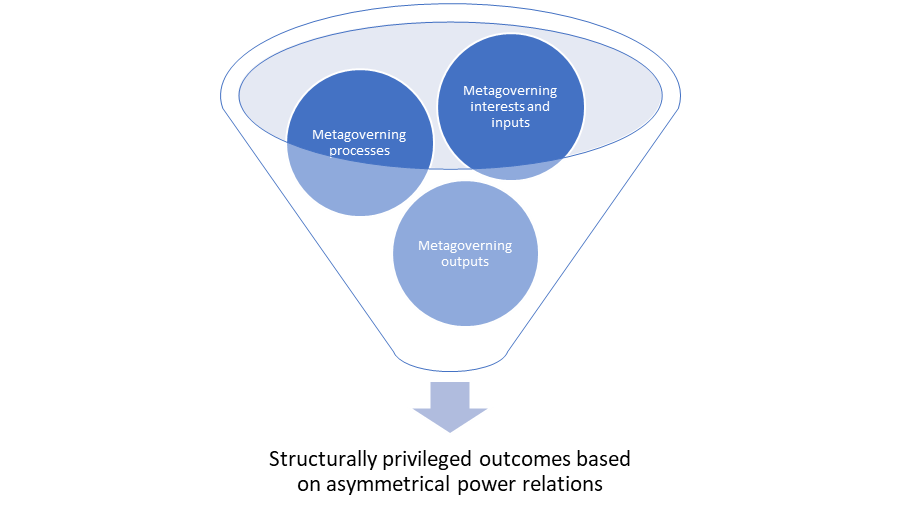 Metagoverning
interests and
inputs
Metagoverning
processes
Metagoverning
outputs
Structurally privileged outcomes based
on asymmetrical power relations